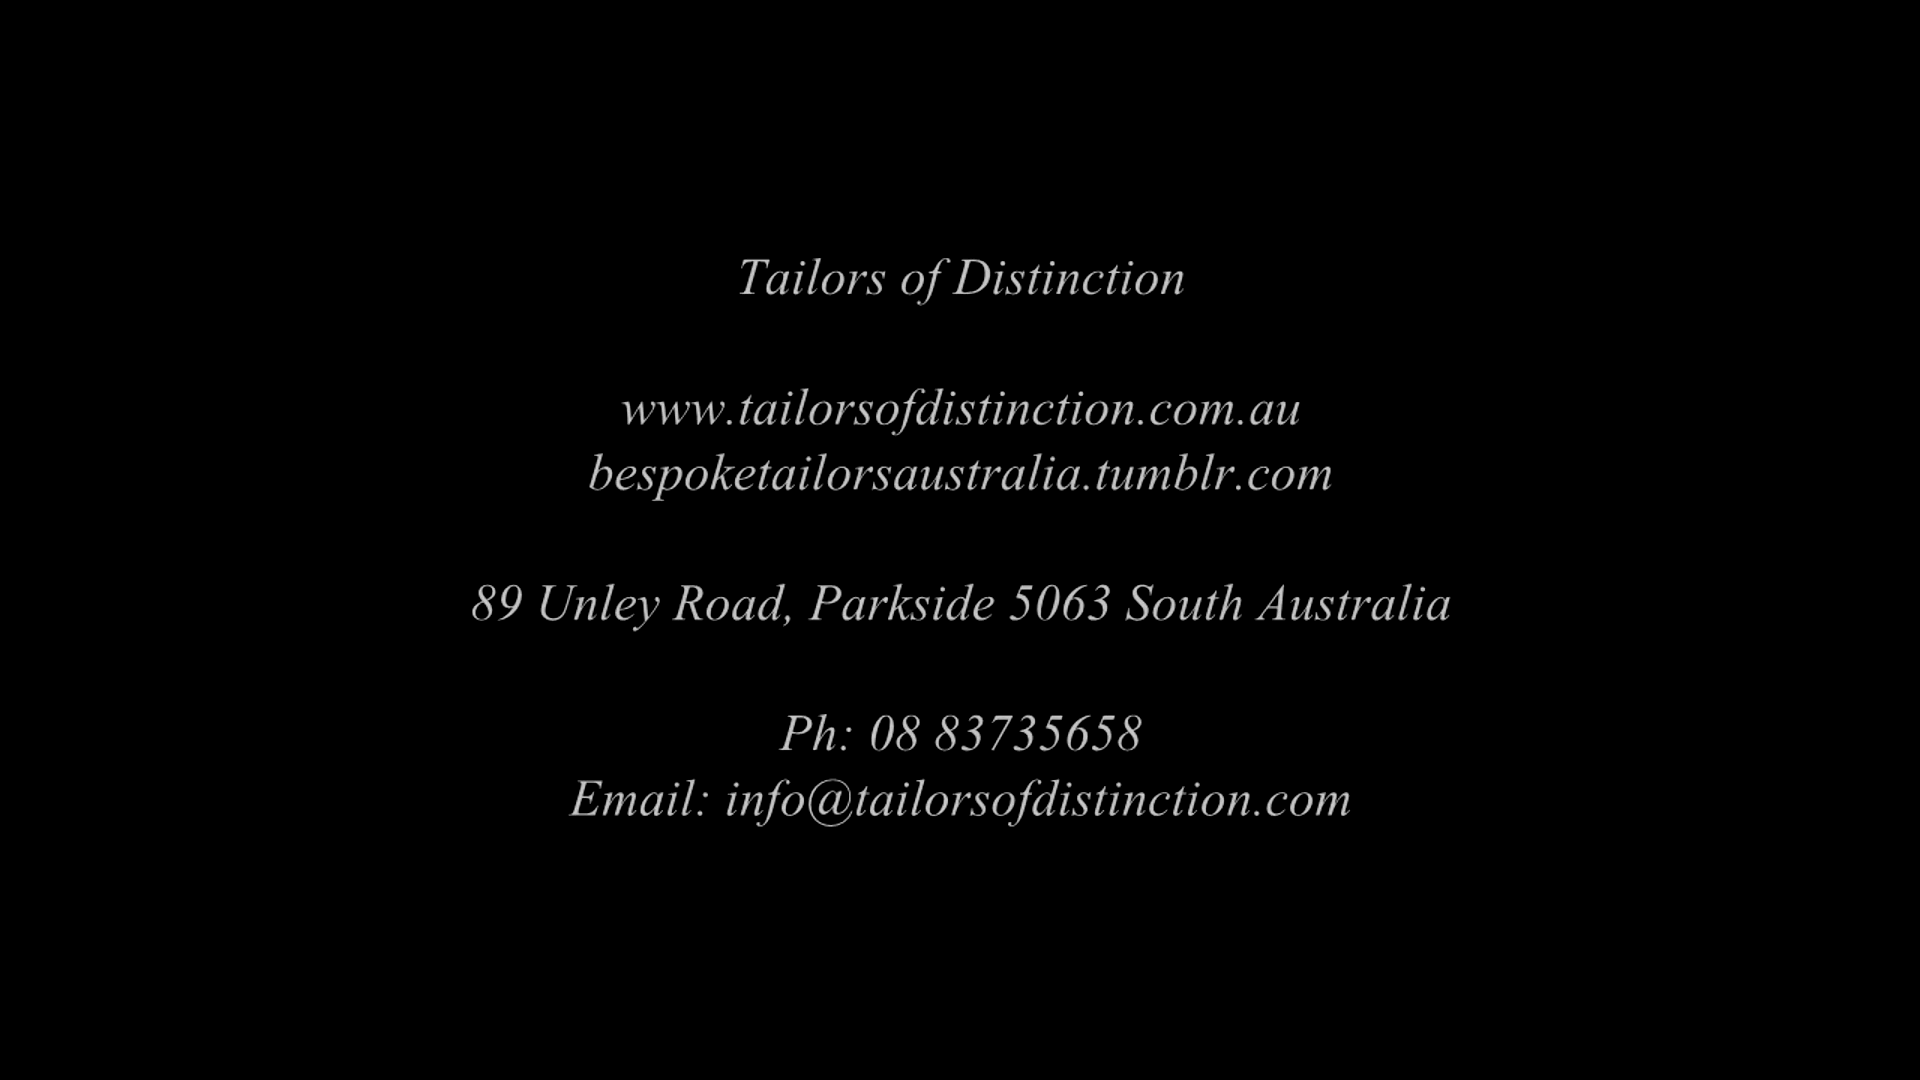 Tailors of Distinction
www.tailorsofdistinction.com.au
bespoketailorsaustralia.tumblr.com
89 Unley Road, Parkside 5063 South Australia
Ph: 08 83735658
Email: info@tailorsofdistinction.com